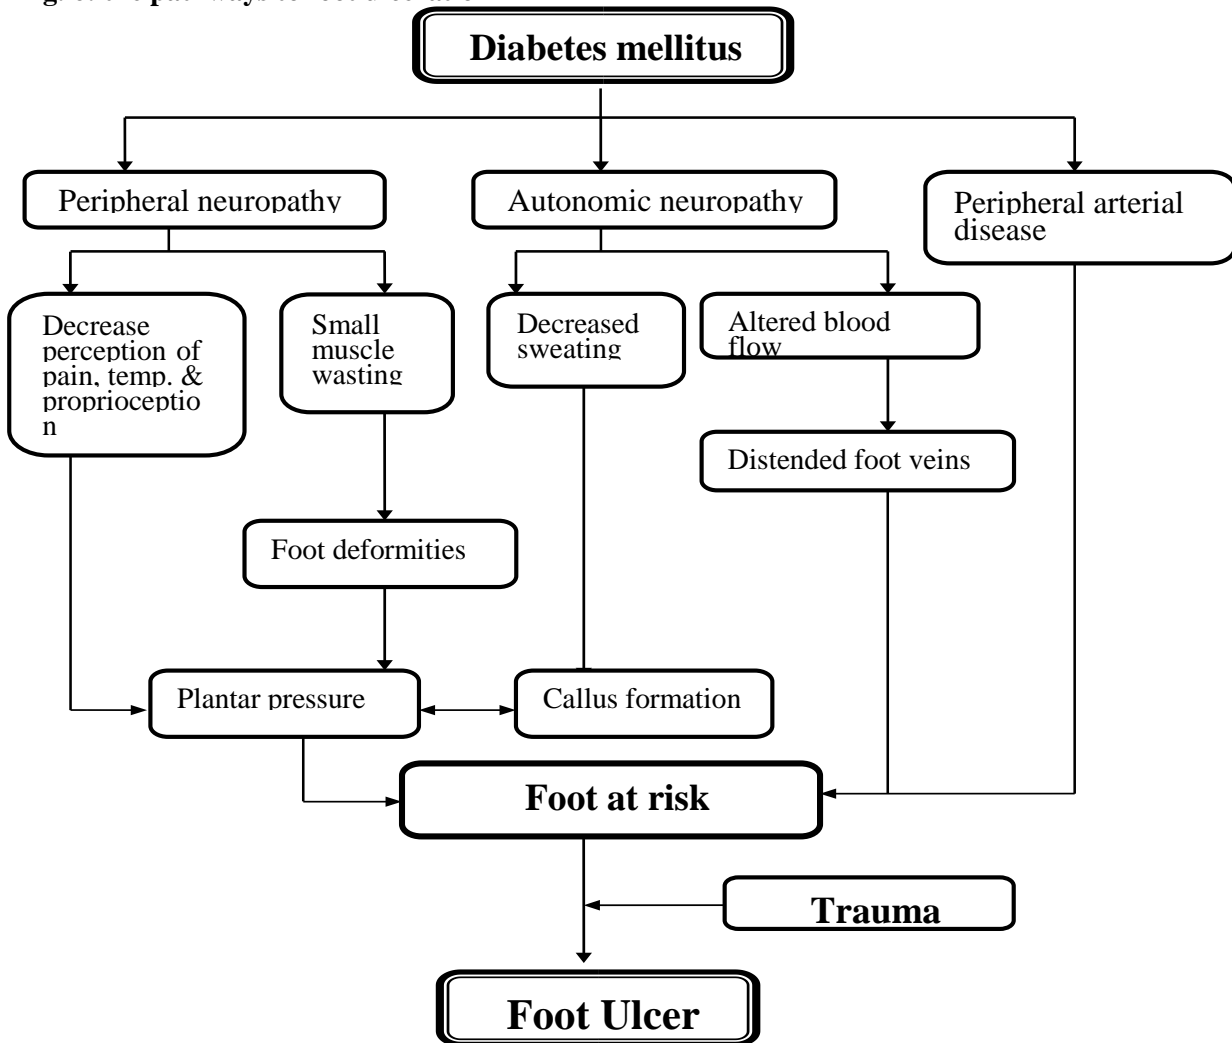 pathways
Diabetes mellitus
Peripheral neuropathy
Autonomic neuropathy
Peripheral arterial
disease
Decrease
perception of
pain, temp. &
proprioceptio
n
Small
muscle
wasting
Decreased
sweating
Altered blood
flow
Distended foot veins
Foot deformities
Plantar pressure
Callus formation
Foot at risk
Trauma
Foot Ulcer